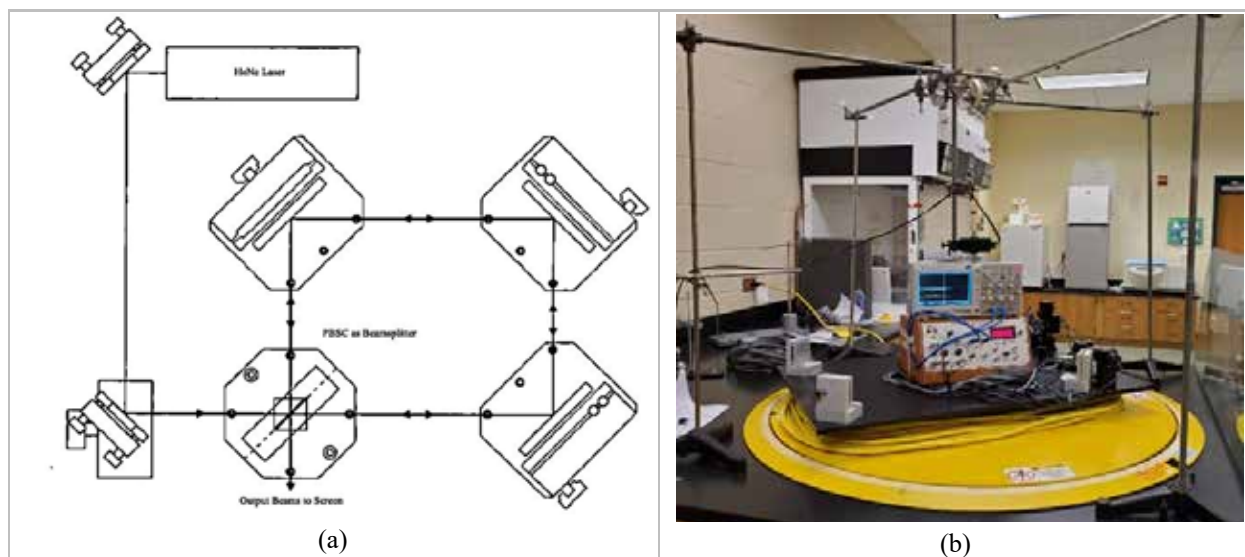 HeNe Laser
PBSC as Beamsplitter
Output Beams to Screen
(a)
(b)